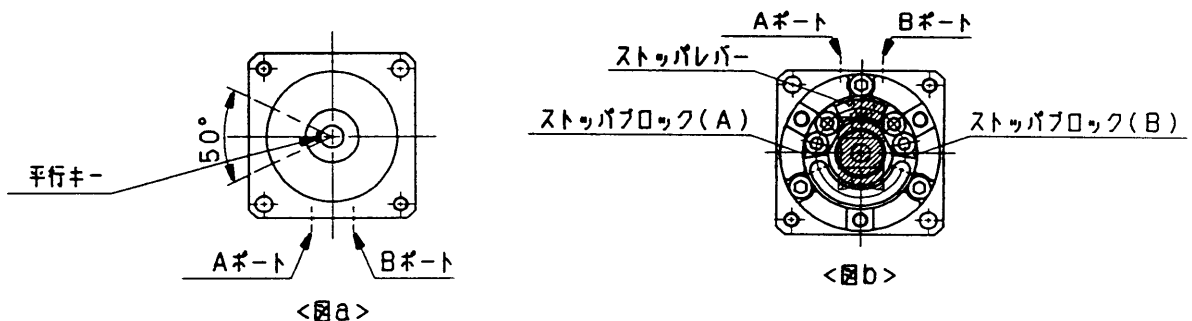 50°
平行キー
Aポート
Bポート
<図a>
Aポート
Bポート
ストッパレバー
ストッパブロック(A)
ストッパブロック(B)
<図b>